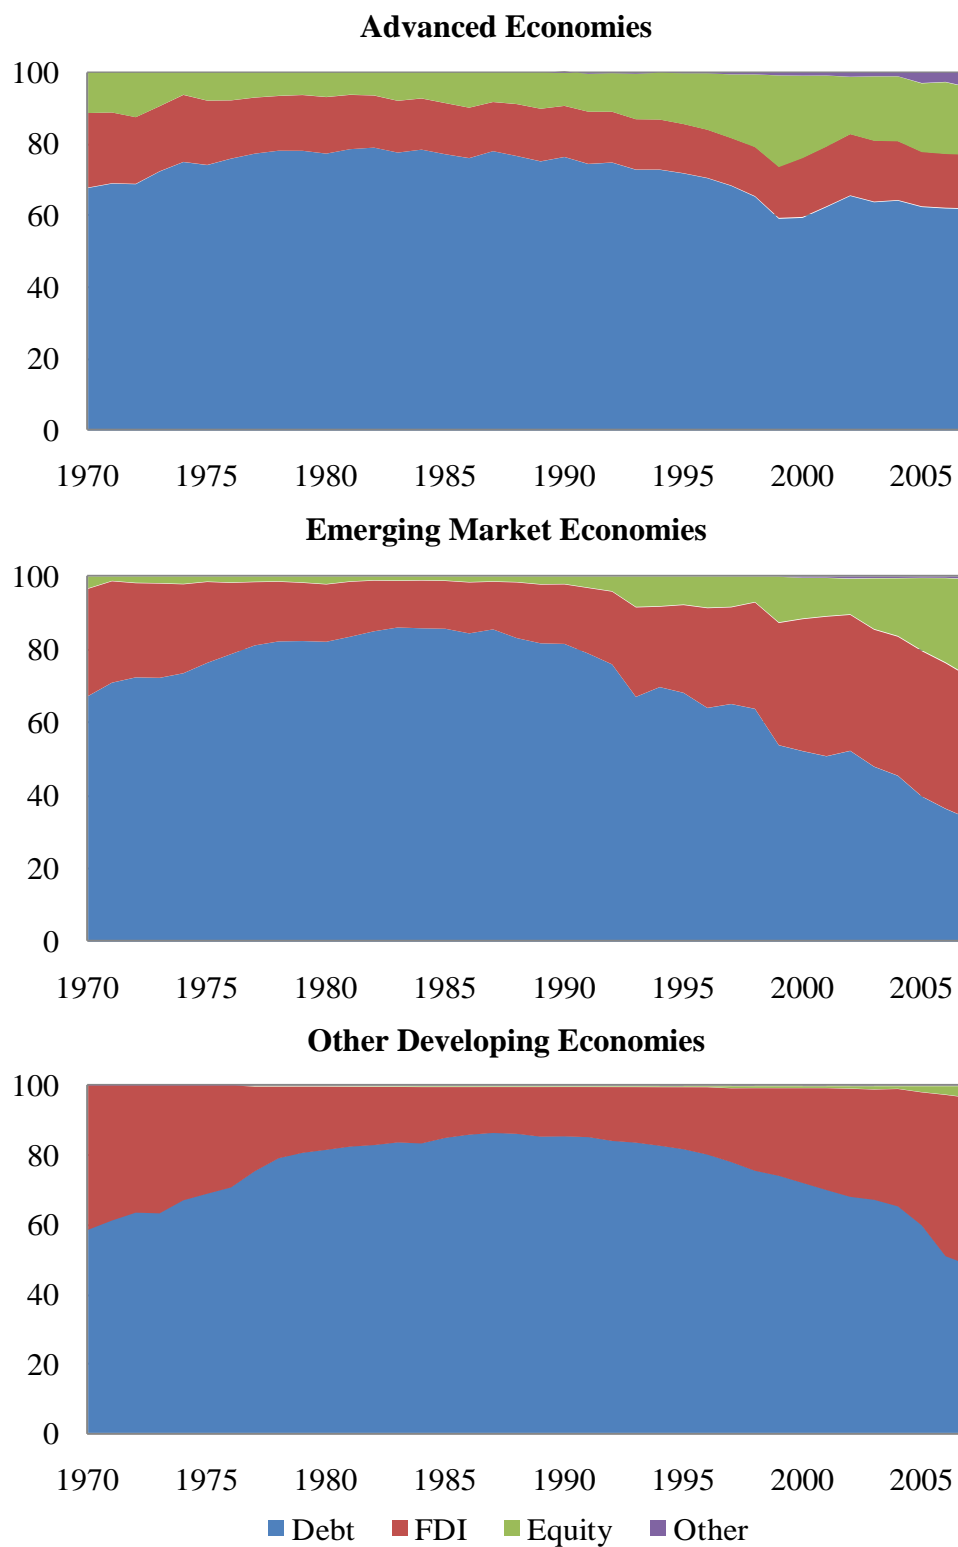 Advanced Economies
100
80
60
40
20
0
1970 1975 1980 1985 1990 1995 2000 2005
Emerging Market Economies
100
80
60
40
20
0
1970 1975 1980 1985 1990 1995 2000 2005
Other Developing Economies
100
80
60
40
20
0
1970 1975 1980 1985 1990 1995 2000 2005
Debt FDI Equity Other